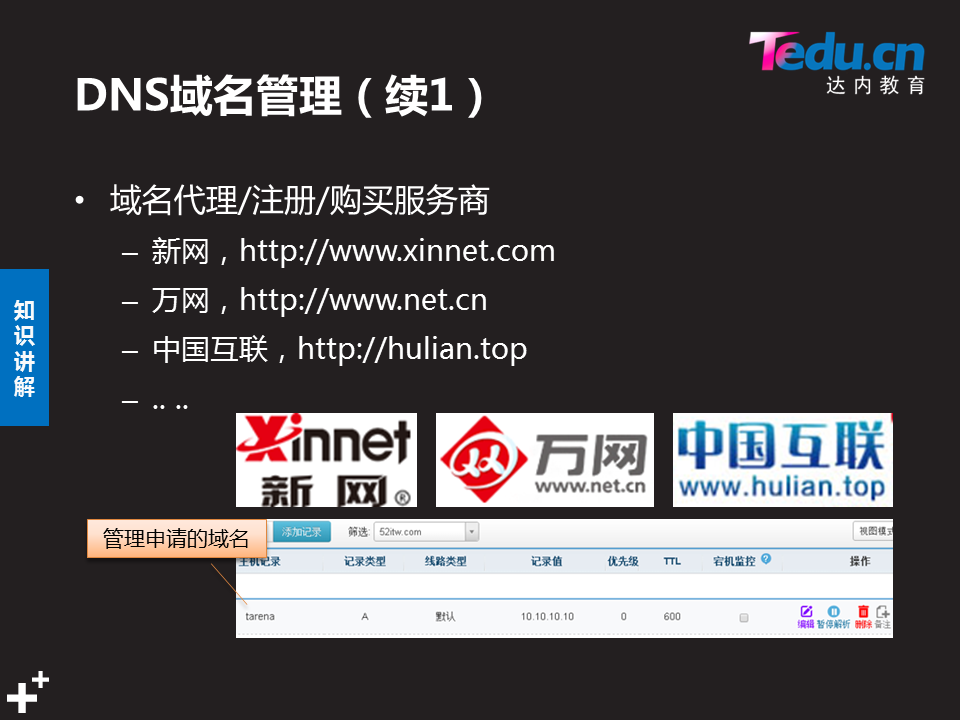 Tedu.cn
达内教育
DNS域名管理（续1）
• 域名代理/注册/购买服务商
– 新网，http://www.xinnet.com
– 万网，http://www.net.cn
– 中国互联，http://hulian.top
– .. ..
知识讲解
Xinnet
新网®
万网
www.net.cn
中国互联
www.hulian.top
管理申请的域名
添加记录 筛选: 52itw.com 视图模式
主机记录 记录类型 线路类型 记录值 优先级 TTL 宕机监控 ? 操作
tarena A 默认 10.10.10.10 0 600 编辑 暂停解析 删除 备注